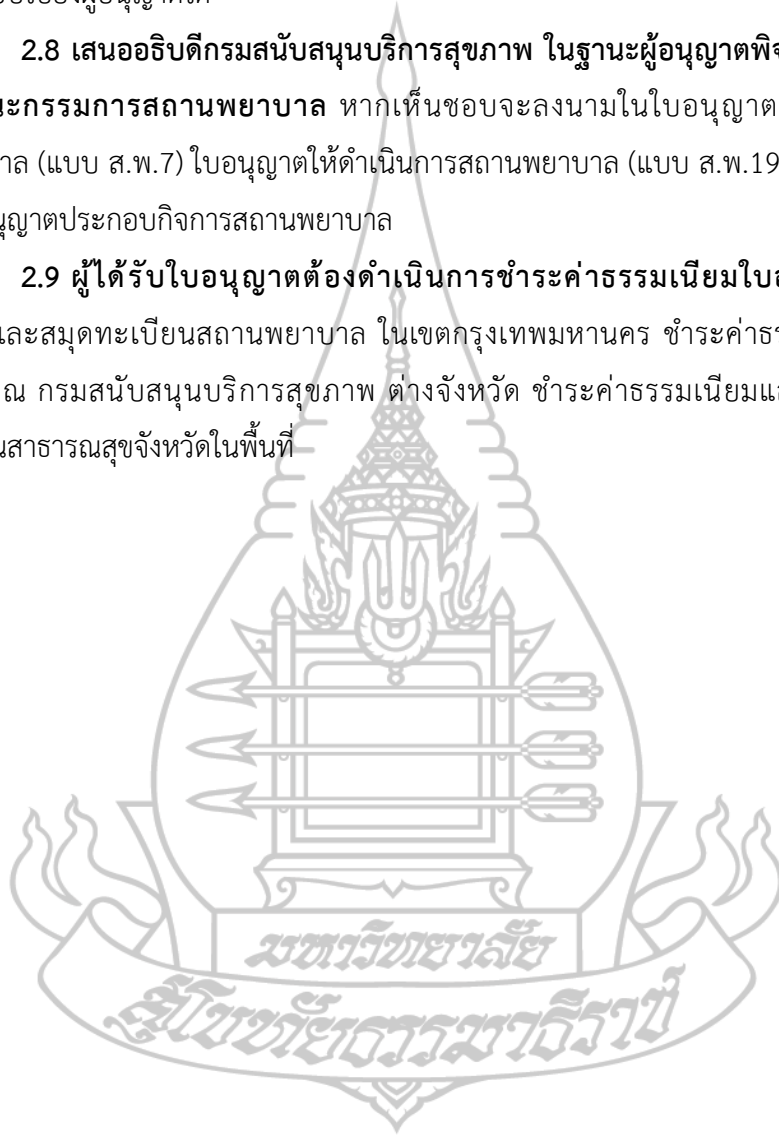 2.8 เสนออธิบดีกรมสนับสนุนบริการสุขภาพ ในฐานะผู้อนุญาตพิจ
ะกรรมการสถานพยาบาล หากเห็นชอบจะลงนามในใบอนุญาต
าล (แบบ ส.พ.7) ใบอนุญาตให้ดำเนินการสถานพยาบาล (แบบ ส.พ.19
นุญาตประกอบกิจการสถานพยาบาล
2.9 ผู้ได้รับใบอนุญาตต้องดำเนินการชำระค่าธรรมเนียมใบ
และสมุดทะเบียนสถานพยาบาล ในเขตกรุงเทพมหานคร ชำระค่าธร
ณ กรมสนับสนุนบริการสุขภาพ ต่างจังหวัด ชำระค่าธรรมเนียมแล
นสาธารณสุขจังหวัดในพื้นที่
มหาวิทยาลัย
สุโขทัยธรรมาธิราช